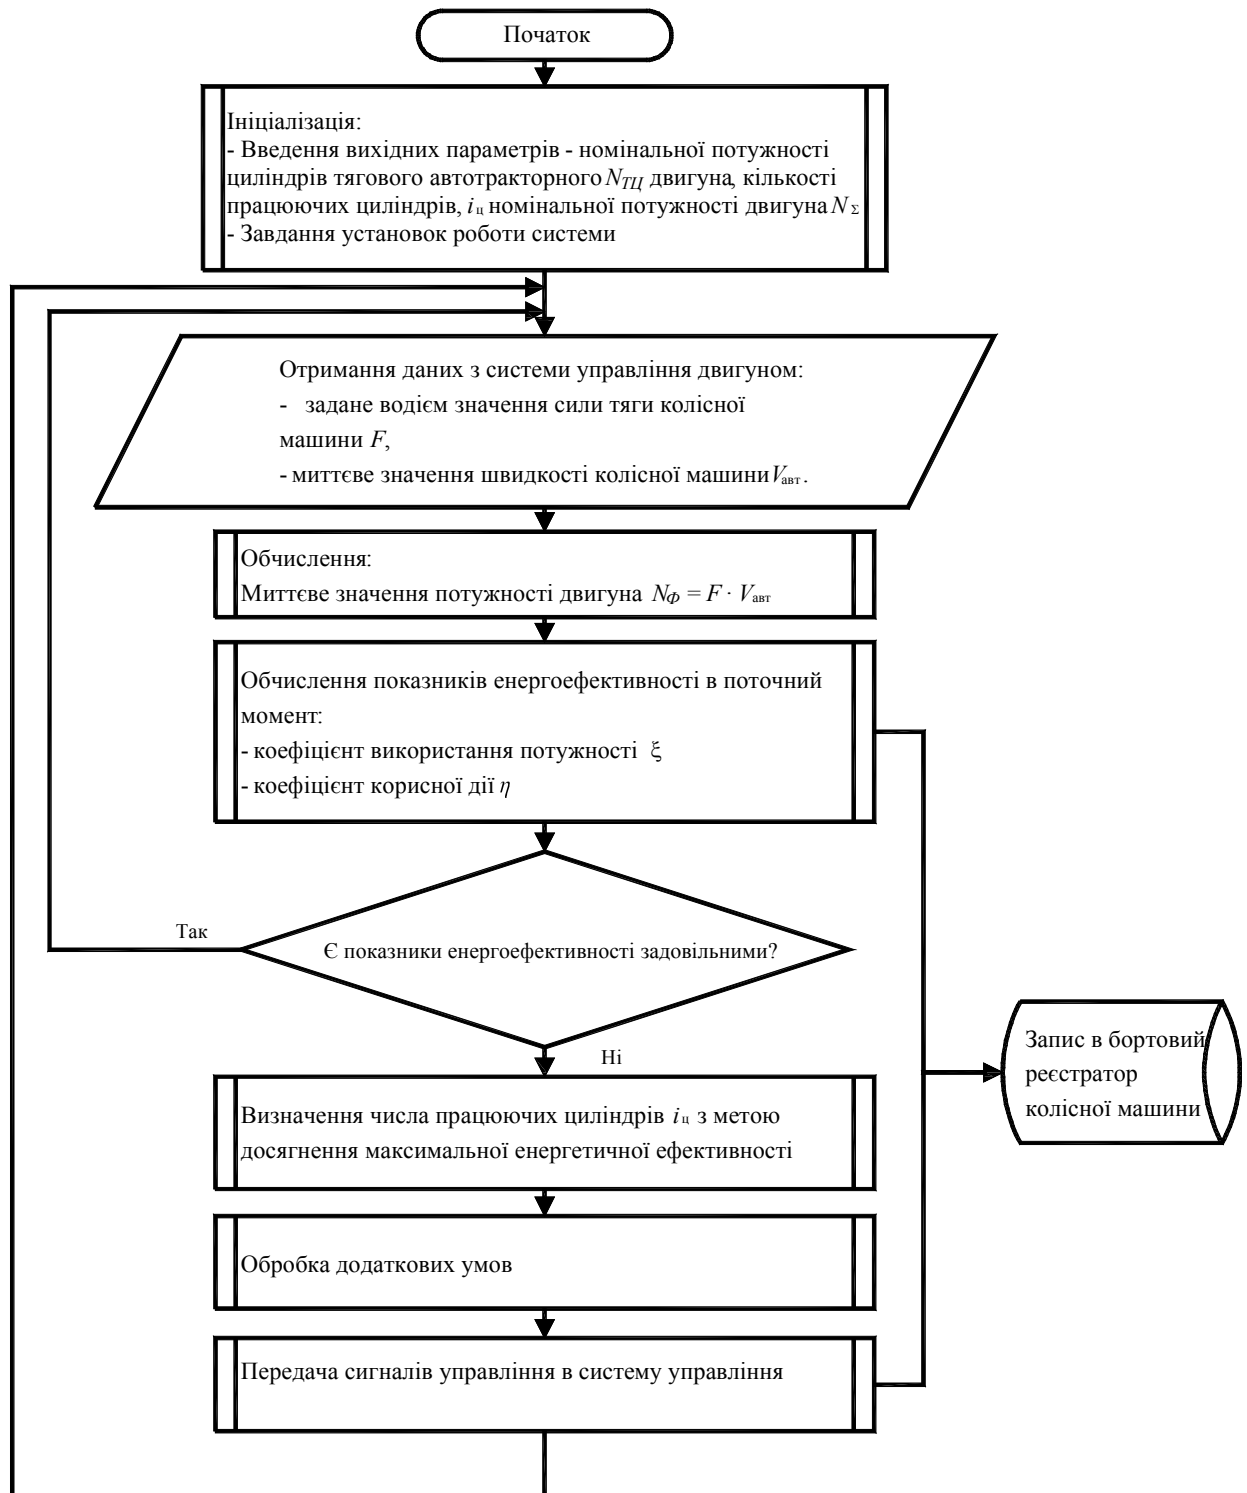 Початок
Ініціалізація:
- Введення вихідних параметрів - номінальної потужності
циліндрів тягового автотракторного N_ТЦ двигуна, кількості
працюючих циліндрів, i_ц номінальної потужності двигуна N_Σ
- Завдання установок роботи системи
Отримання даних з системи управління двигуном:
- задане водієм значення сили тяги колісної
машини F,
- миттєве значення швидкості колісної машини V_авт.
Обчислення:
Миттєве значення потужності двигуна N_Ф = F · V_авт
Обчислення показників енергоефективності в поточний
момент:
- коефіцієнт використання потужності ξ
- коефіцієнт корисної дії η
Так
Є показники енергоефективності задовільними?
Ні
Запис в бортовий
реєстратор
колісної машини
Визначення числа працюючих циліндрів i_ц з метою
досягнення максимальної енергетичної ефективності
Обробка додаткових умов
Передача сигналів управління в систему управління